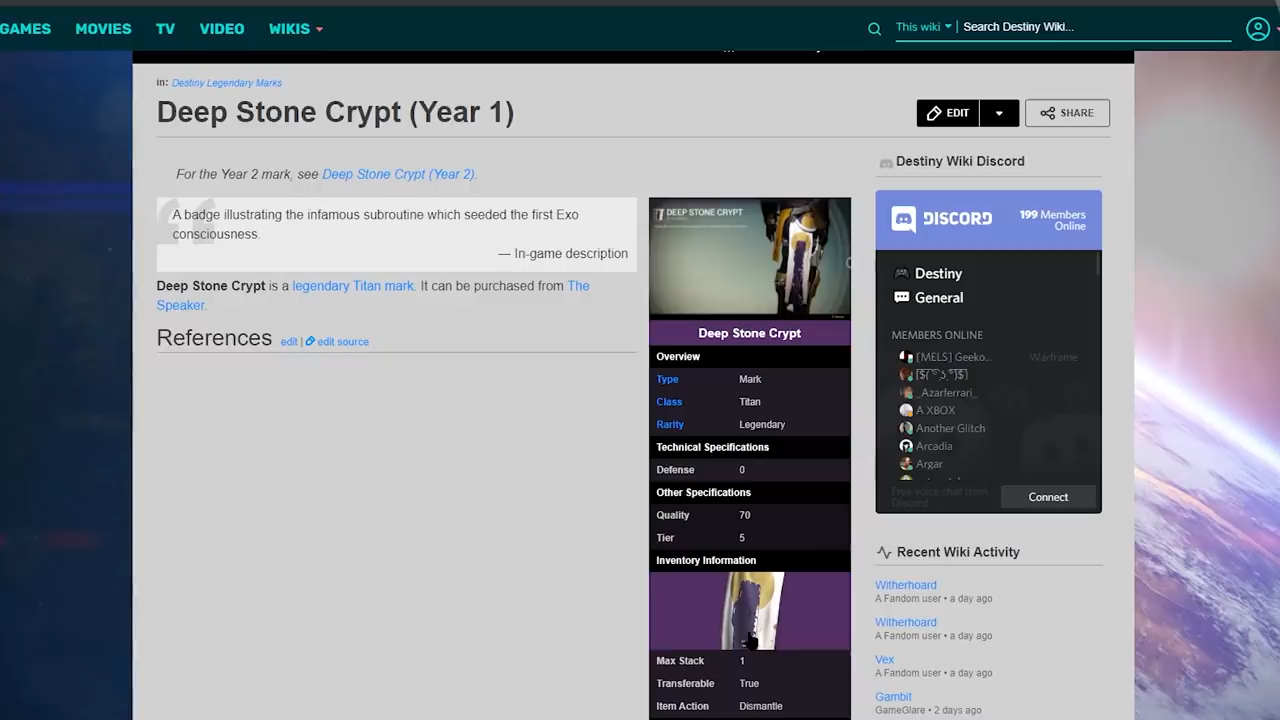 GAMES MOVIES TV VIDEO WIKIS This wiki Search Destiny Wiki...
in: Destiny Legendary Marks
Deep Stone Crypt (Year 1)
EDIT SHARE
For the Year 2 mark, see Deep Stone Crypt (Year 2).
A badge illustrating the infamous subroutine which seeded the first Exo
consciousness.
— In-game description
Deep Stone Crypt is a legendary Titan mark. It can be purchased from The
Speaker.
References edit | edit source
DEEP STONE CRYPT
Deep Stone Crypt
Overview
Type Mark
Class Titan
Rarity Legendary
Technical Specifications
Defense 0
Other Specifications
Quality 70
Tier 5
Inventory Information
Max Stack 1
Transferable True
Item Action Dismantle
Destiny Wiki Discord
DISCORD 199 Members
Online
Destiny
General
MEMBERS ONLINE
[MELS] Geeko... Warframe
_Azarferrari_
A XBOX
Another Glitch
Arcadia
Argar
Free voice chat from
Discord
Connect
Recent Wiki Activity
Witherhoard
A Fandom user • a day ago
Witherhoard
A Fandom user • a day ago
Vex
A Fandom user • a day ago
Gambit
GameGlare • 2 days ago